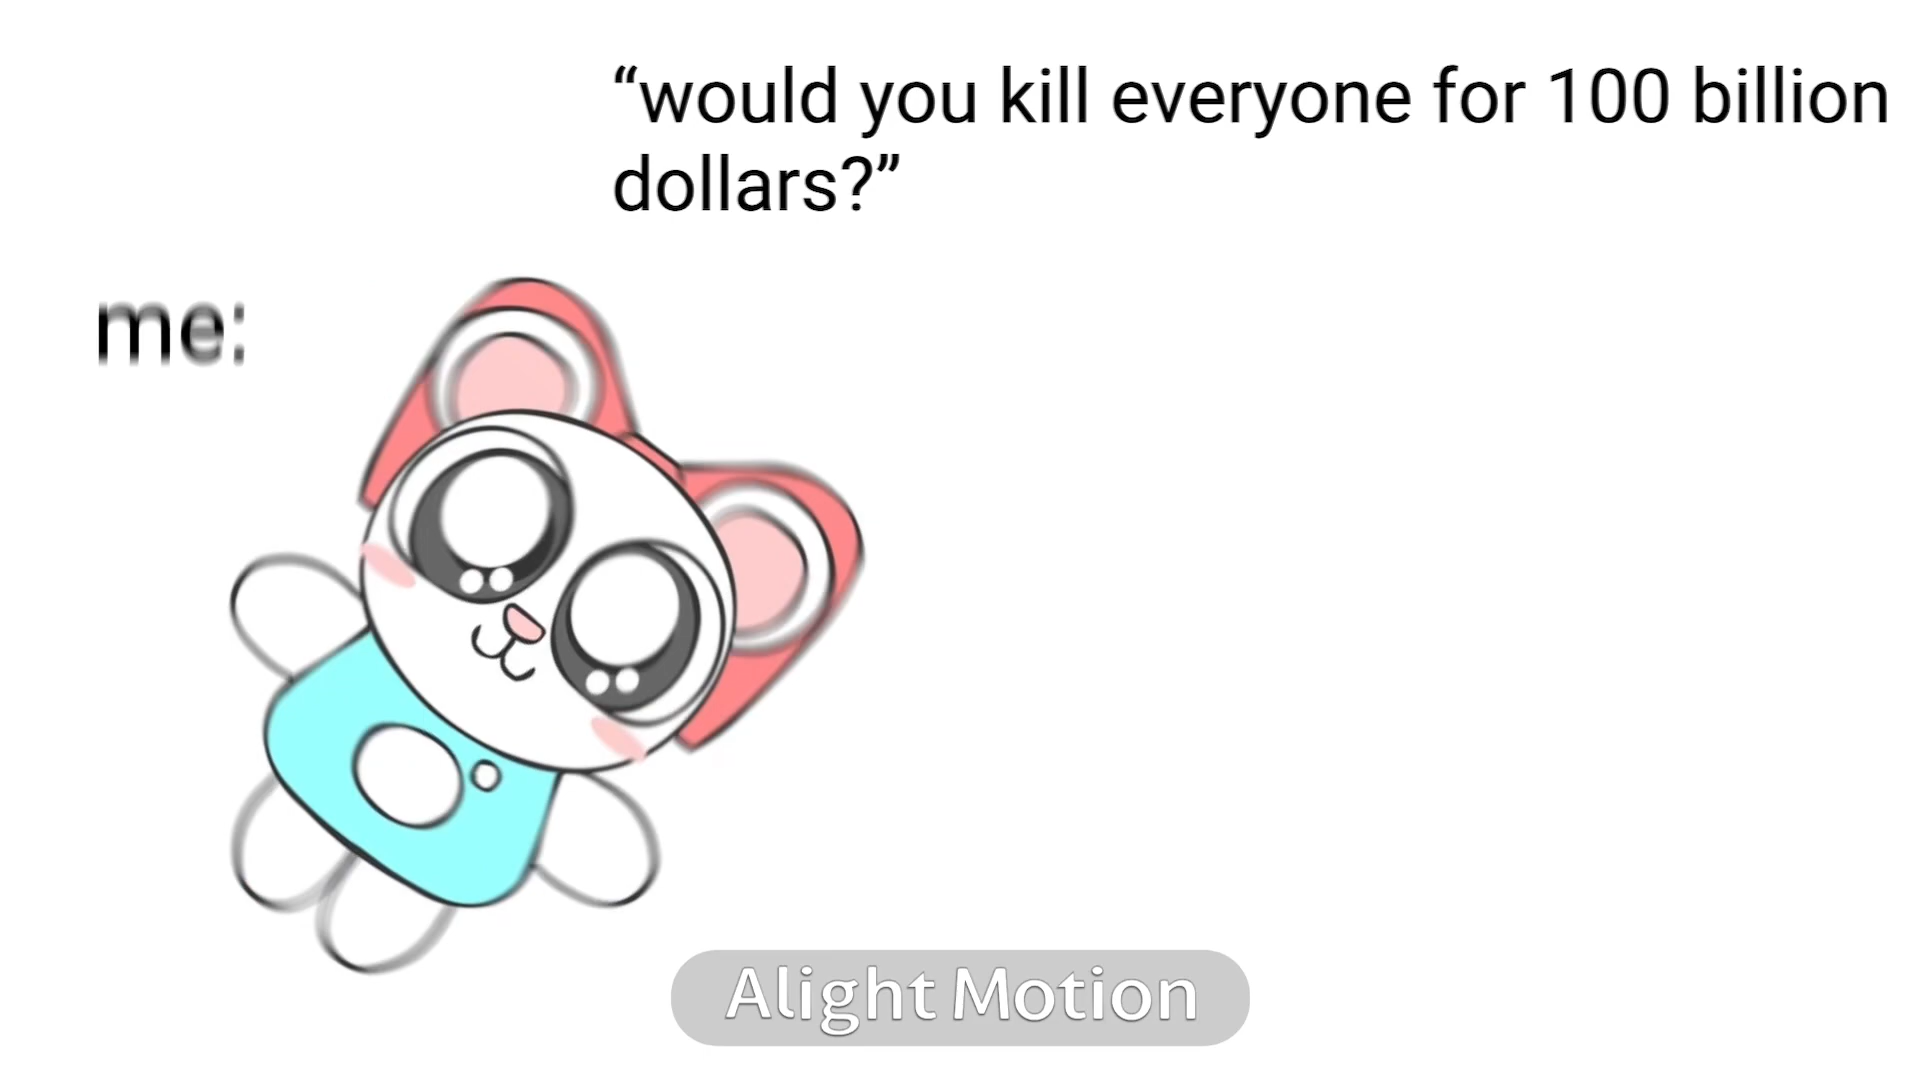 “would you kill everyone for 100 billion
dollars?”
me:
Alight Motion